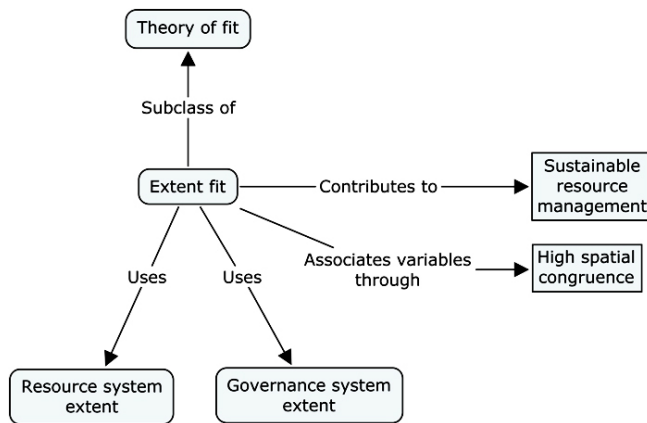 Theory of fit
Subclass of
Extent fit
Contributes to
Sustainable
resource
management
Associates variables
through
High spatial
congruence
Uses
Uses
Resource system
extent
Governance system
extent